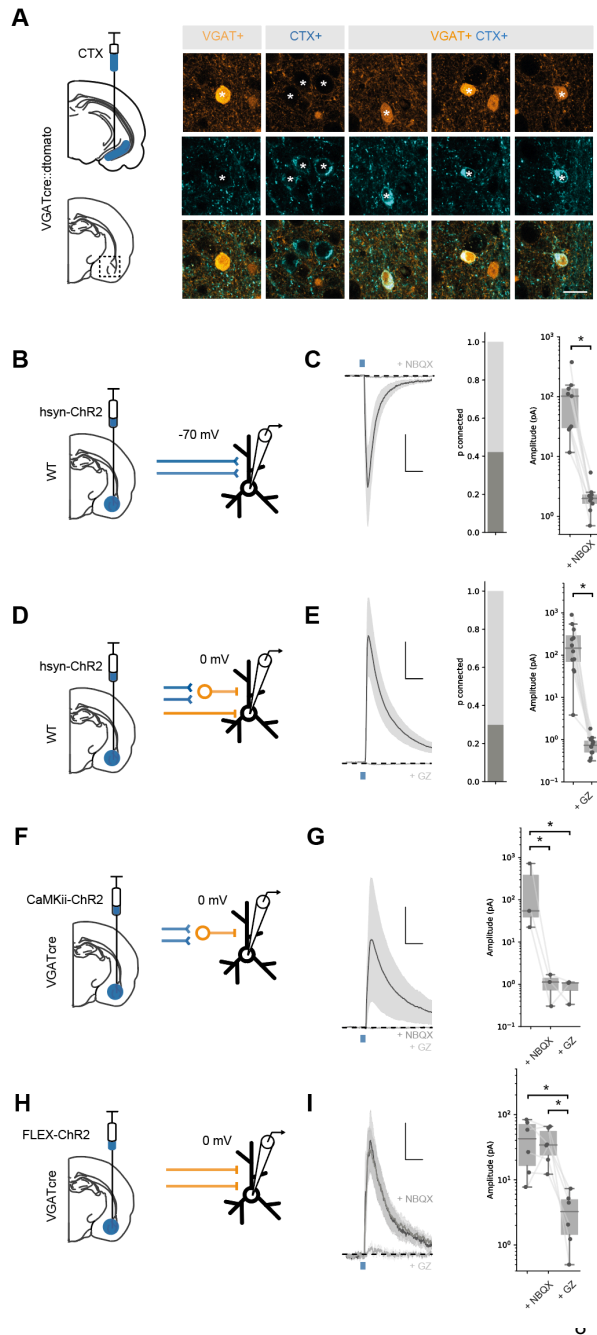 A
CTX
VGATcre::dtomato
VGAT+
CTX+
VGAT+ CTX+
* * * * * * * *
* * * * * * * *
B
hsyn-ChR2
WT
-70 mV
C
+ NBQX
p connected
1.0
0.8
0.6
0.4
0.2
0.0
Amplitude (pA)
10³
10²
10¹
10⁰
*
+ NBQX
D
hsyn-ChR2
WT
0 mV
E
+ GZ
p connected
1.0
0.8
0.6
0.4
0.2
0.0
Amplitude (pA)
10³
10²
10¹
10⁰
10⁻¹
*
+ GZ
F
CaMKii-ChR2
VGATcre
0 mV
G
+ NBQX
+ GZ
Amplitude (pA)
10³
10²
10¹
10⁰
10⁻¹
*
*
+ NBQX
+ GZ
H
FLEX-ChR2
VGATcre
0 mV
I
+ NBQX
+ GZ
Amplitude (pA)
10²
10¹
10⁰
*
*
+ NBQX
+ GZ